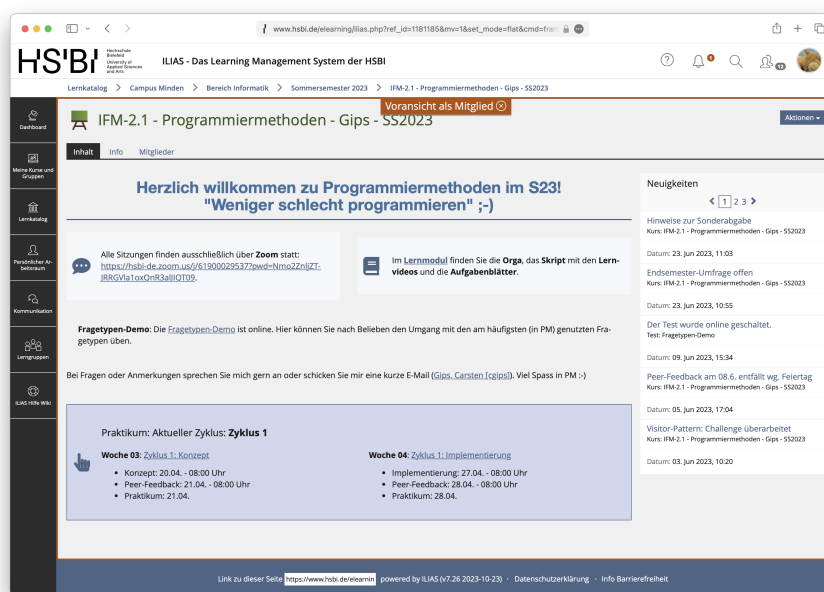 www.hsbi.de/elearning/ilias.php?ref_id=1181185&mv=1&set_mode=flat&cmd=fram
HS'BI
Hochschule
Bielefeld
University of
Applied Sciences
and Arts
ILIAS - Das Learning Management System der HSBI
12
Lernkatalog > Campus Minden > Bereich Informatik > Sommersemester 2023 > IFM-2.1 - Programmiermethoden - Gips - SS2023
Voransicht als Mitglied
Dashboard
Meine Kurse und
Gruppen
Lernkatalog
Persönlicher Ar-
beitsraum
Kommunikation
Lerngruppen
ILIAS Hilfe Wiki
IFM-2.1 - Programmiermethoden - Gips - SS2023
Aktionen
Inhalt Info Mitglieder
Herzlich willkommen zu Programmiermethoden im S23!
"Weniger schlecht programmieren" ;-)
Alle Sitzungen finden ausschließlich über Zoom statt:
Im Lernmodul finden Sie die Orga, das Skript mit den Lern-
videos und die Aufgabenblätter.
Fragetypen-Demo: Die Fragetypen-Demo ist online. Hier können Sie nach Belieben den Umgang mit den am häufigsten (in PM) genutzten Fra-
getypen üben.
Bei Fragen oder Anmerkungen sprechen Sie mich gern an oder schicken Sie mir eine kurze E-Mail (Gips, Carsten [cgips]). Viel Spass in PM :-)
Praktikum: Aktueller Zyklus: Zyklus 1
Woche 03: Zyklus 1: Konzept
• Konzept: 20.04. - 08:00 Uhr
• Peer-Feedback: 21.04. - 08:00 Uhr
• Praktikum: 21.04.
Woche 04: Zyklus 1: Implementierung
• Implementierung: 27.04. - 08:00 Uhr
• Peer-Feedback: 28.04. - 08:00 Uhr
• Praktikum: 28.04.
Neuigkeiten
1 2 3
Hinweise zur Sonderabgabe
Kurs: IFM-2.1 - Programmiermethoden - Gips - SS2023
Datum: 23. Jun 2023, 11:03
Endsemester-Umfrage offen
Kurs: IFM-2.1 - Programmiermethoden - Gips - SS2023
Datum: 23. Jun 2023, 10:55
Der Test wurde online geschaltet.
Test: Fragetypen-Demo
Datum: 09. Jun 2023, 15:34
Peer-Feedback am 08.6. entfällt wg. Feiertag
Kurs: IFM-2.1 - Programmiermethoden - Gips - SS2023
Datum: 05. Jun 2023, 17:04
Visitor-Pattern: Challenge überarbeitet
Kurs: IFM-2.1 - Programmiermethoden - Gips - SS2023
Datum: 03. Jun 2023, 10:20
Link zu dieser Seite https://www.hsbi.de/elearnin powered by ILIAS (v7.26 2023-10-23) · Datenschutzerklärung · Info Barrierefreiheit